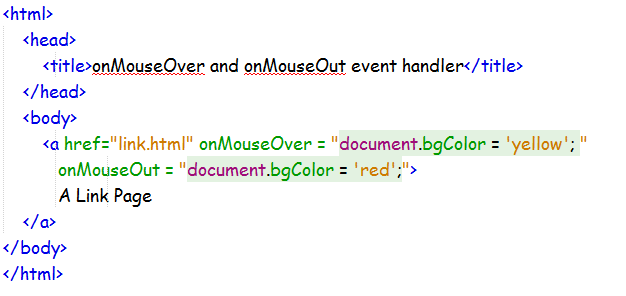 <html>
<head>
<title>onMouseOver and onMouseOut event handler</title>
</head>
<body>
<a href="link.html" onMouseOver = "document.bgColor = 'yellow'; "
onMouseOut = "document.bgColor = 'red';">
A Link Page
</a>
</body>
</html>